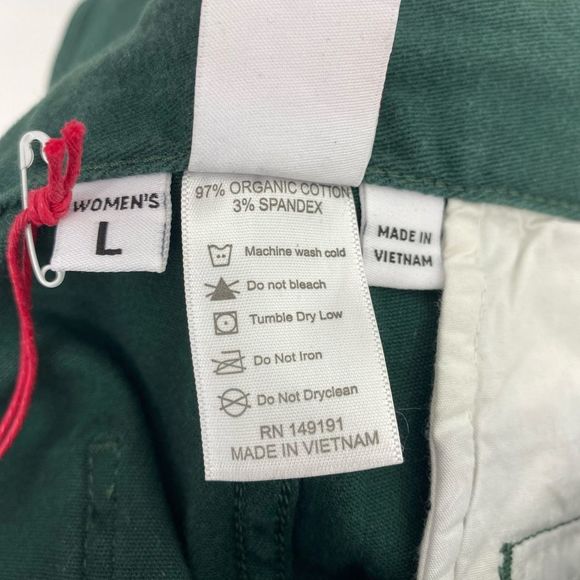 WOMEN'S
L
97% ORGANIC COTTON
3% SPANDEX
Machine wash cold
Do not bleach
Tumble Dry Low
Do Not Iron
Do Not Dryclean
RN 149191
MADE IN VIETNAM
MADE IN
VIETNAM